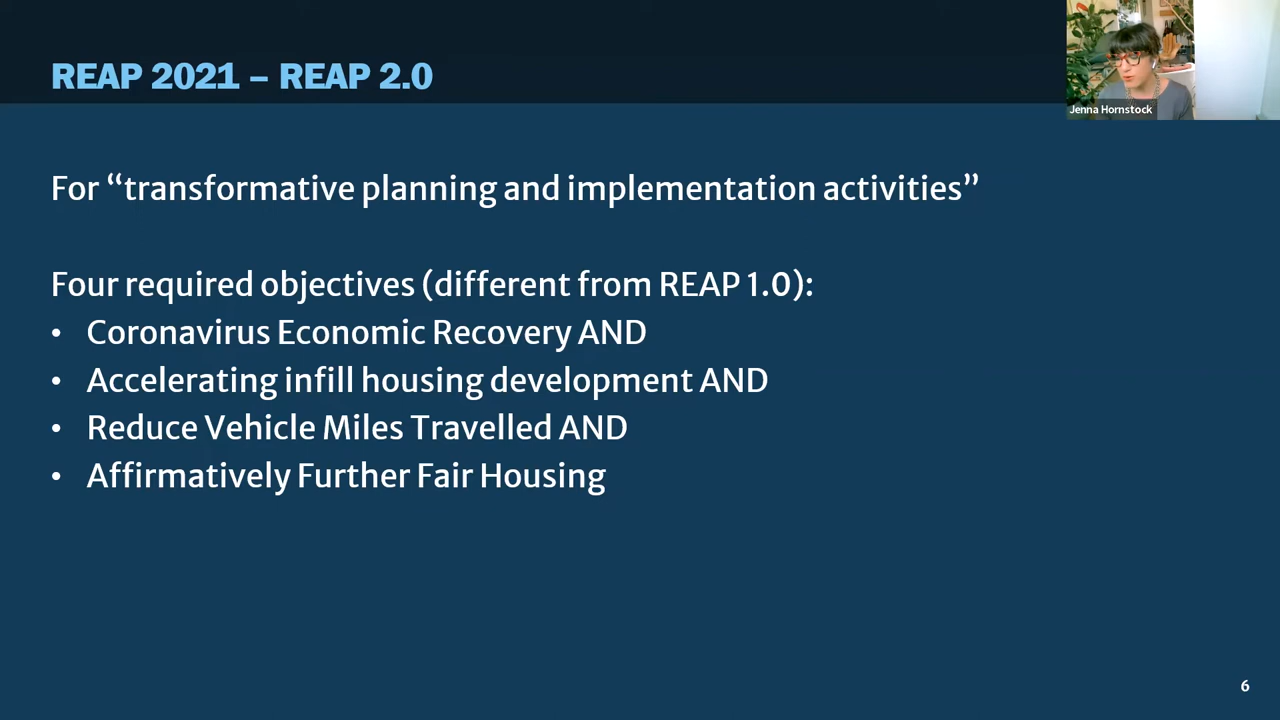 REAP 2021 – REAP 2.0
Jenna Hornstock
For “transformative planning and implementation activities”
Four required objectives (different from REAP 1.0):
• Coronavirus Economic Recovery AND
• Accelerating infill housing development AND
• Reduce Vehicle Miles Travelled AND
• Affirmatively Further Fair Housing
6